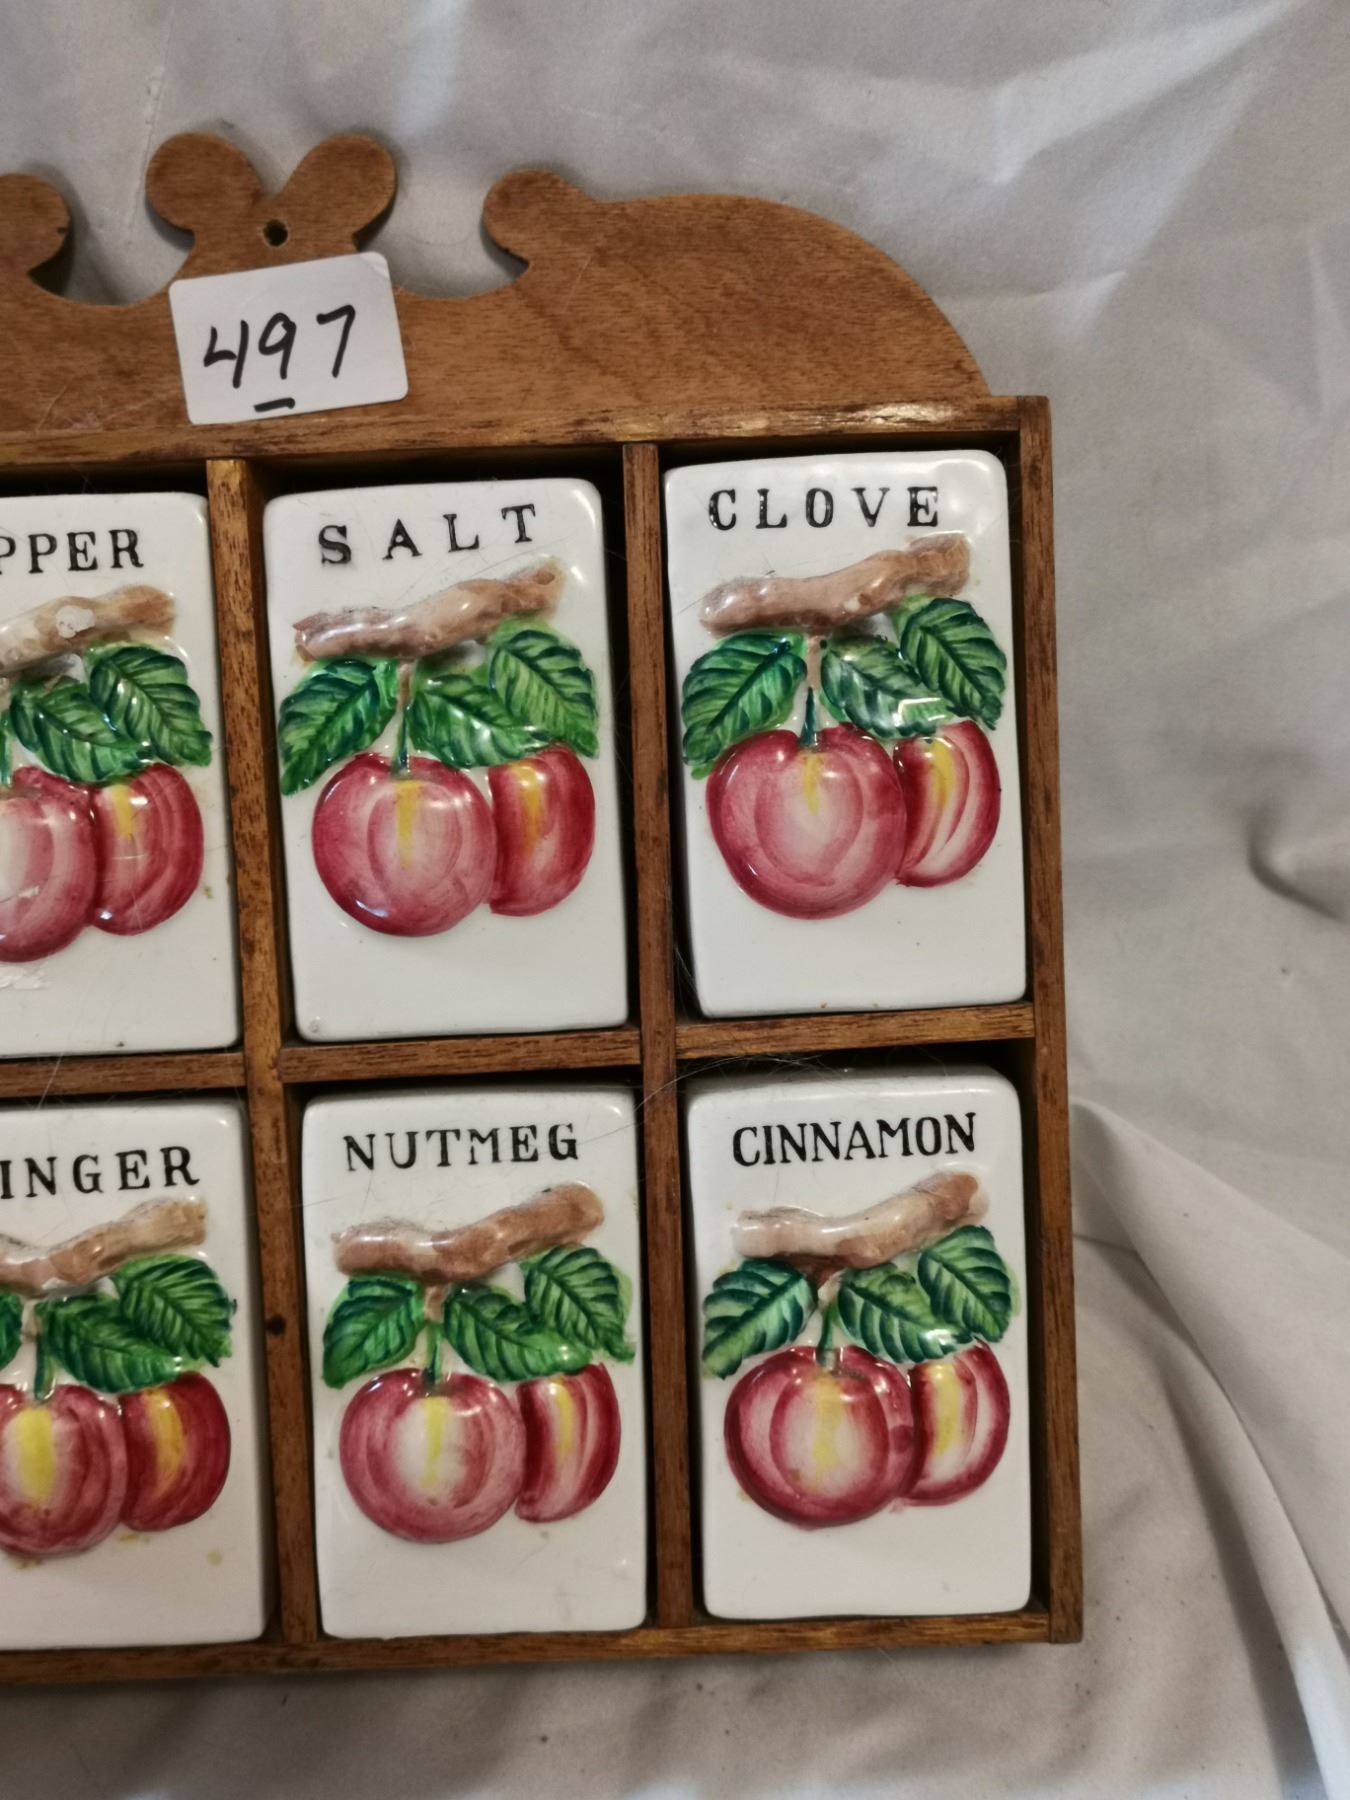 497
PPER SALT CLOVE
INGER NUTMEG CINNAMON